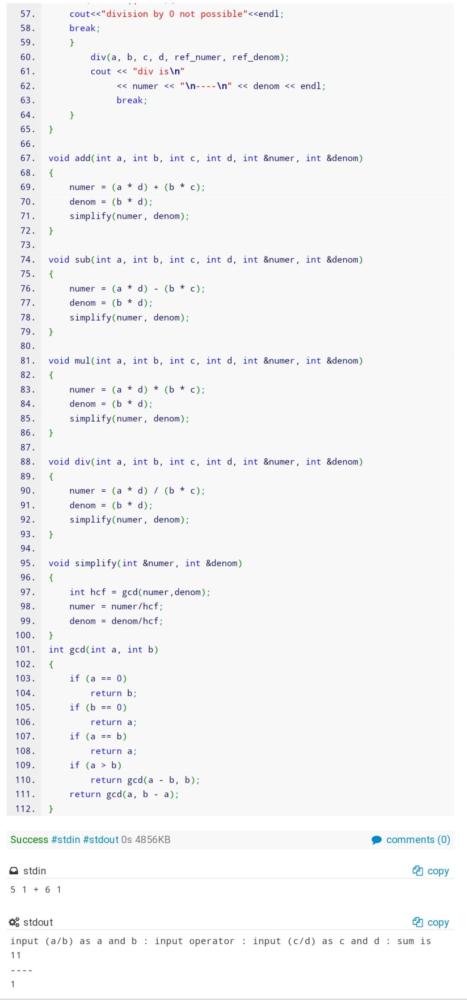 57. cout<<"division by 0 not possible"<<endl;
58. break;
59. }
60. div(a, b, c, d, ref_numer, ref_denom);
61. cout << "div is\n"
62. << numer << "\n----\n" << denom << endl;
63. break;
64. }
65. }
66.
67. void add(int a, int b, int c, int d, int &numer, int &denom)
68. {
69. numer = (a * d) + (b * c);
70. denom = (b * d);
71. simplify(numer, denom);
72. }
73.
74. void sub(int a, int b, int c, int d, int &numer, int &denom)
75. {
76. numer = (a * d) - (b * c);
77. denom = (b * d);
78. simplify(numer, denom);
79. }
80.
81. void mul(int a, int b, int c, int d, int &numer, int &denom)
82. {
83. numer = (a * d) * (b * c);
84. denom = (b * d);
85. simplify(numer, denom);
86. }
87.
88. void div(int a, int b, int c, int d, int &numer, int &denom)
89. {
90. numer = (a * d) / (b * c);
91. denom = (b * d);
92. simplify(numer, denom);
93. }
94.
95. void simplify(int &numer, int &denom)
96. {
97. int hcf = gcd(numer,denom);
98. numer = numer/hcf;
99. denom = denom/hcf;
100. }
101. int gcd(int a, int b)
102. {
103. if (a == 0)
104. return b;
105. if (b == 0)
106. return a;
107. if (a == b)
108. return a;
109. if (a > b)
110. return gcd(a - b, b);
111. return gcd(a, b - a);
112. }
Success #stdin #stdout 0s 4856KB comments (0)
stdin copy
5 1 + 6 1
stdout copy
input (a/b) as a and b : input operator : input (c/d) as c and d : sum is
11
----
1